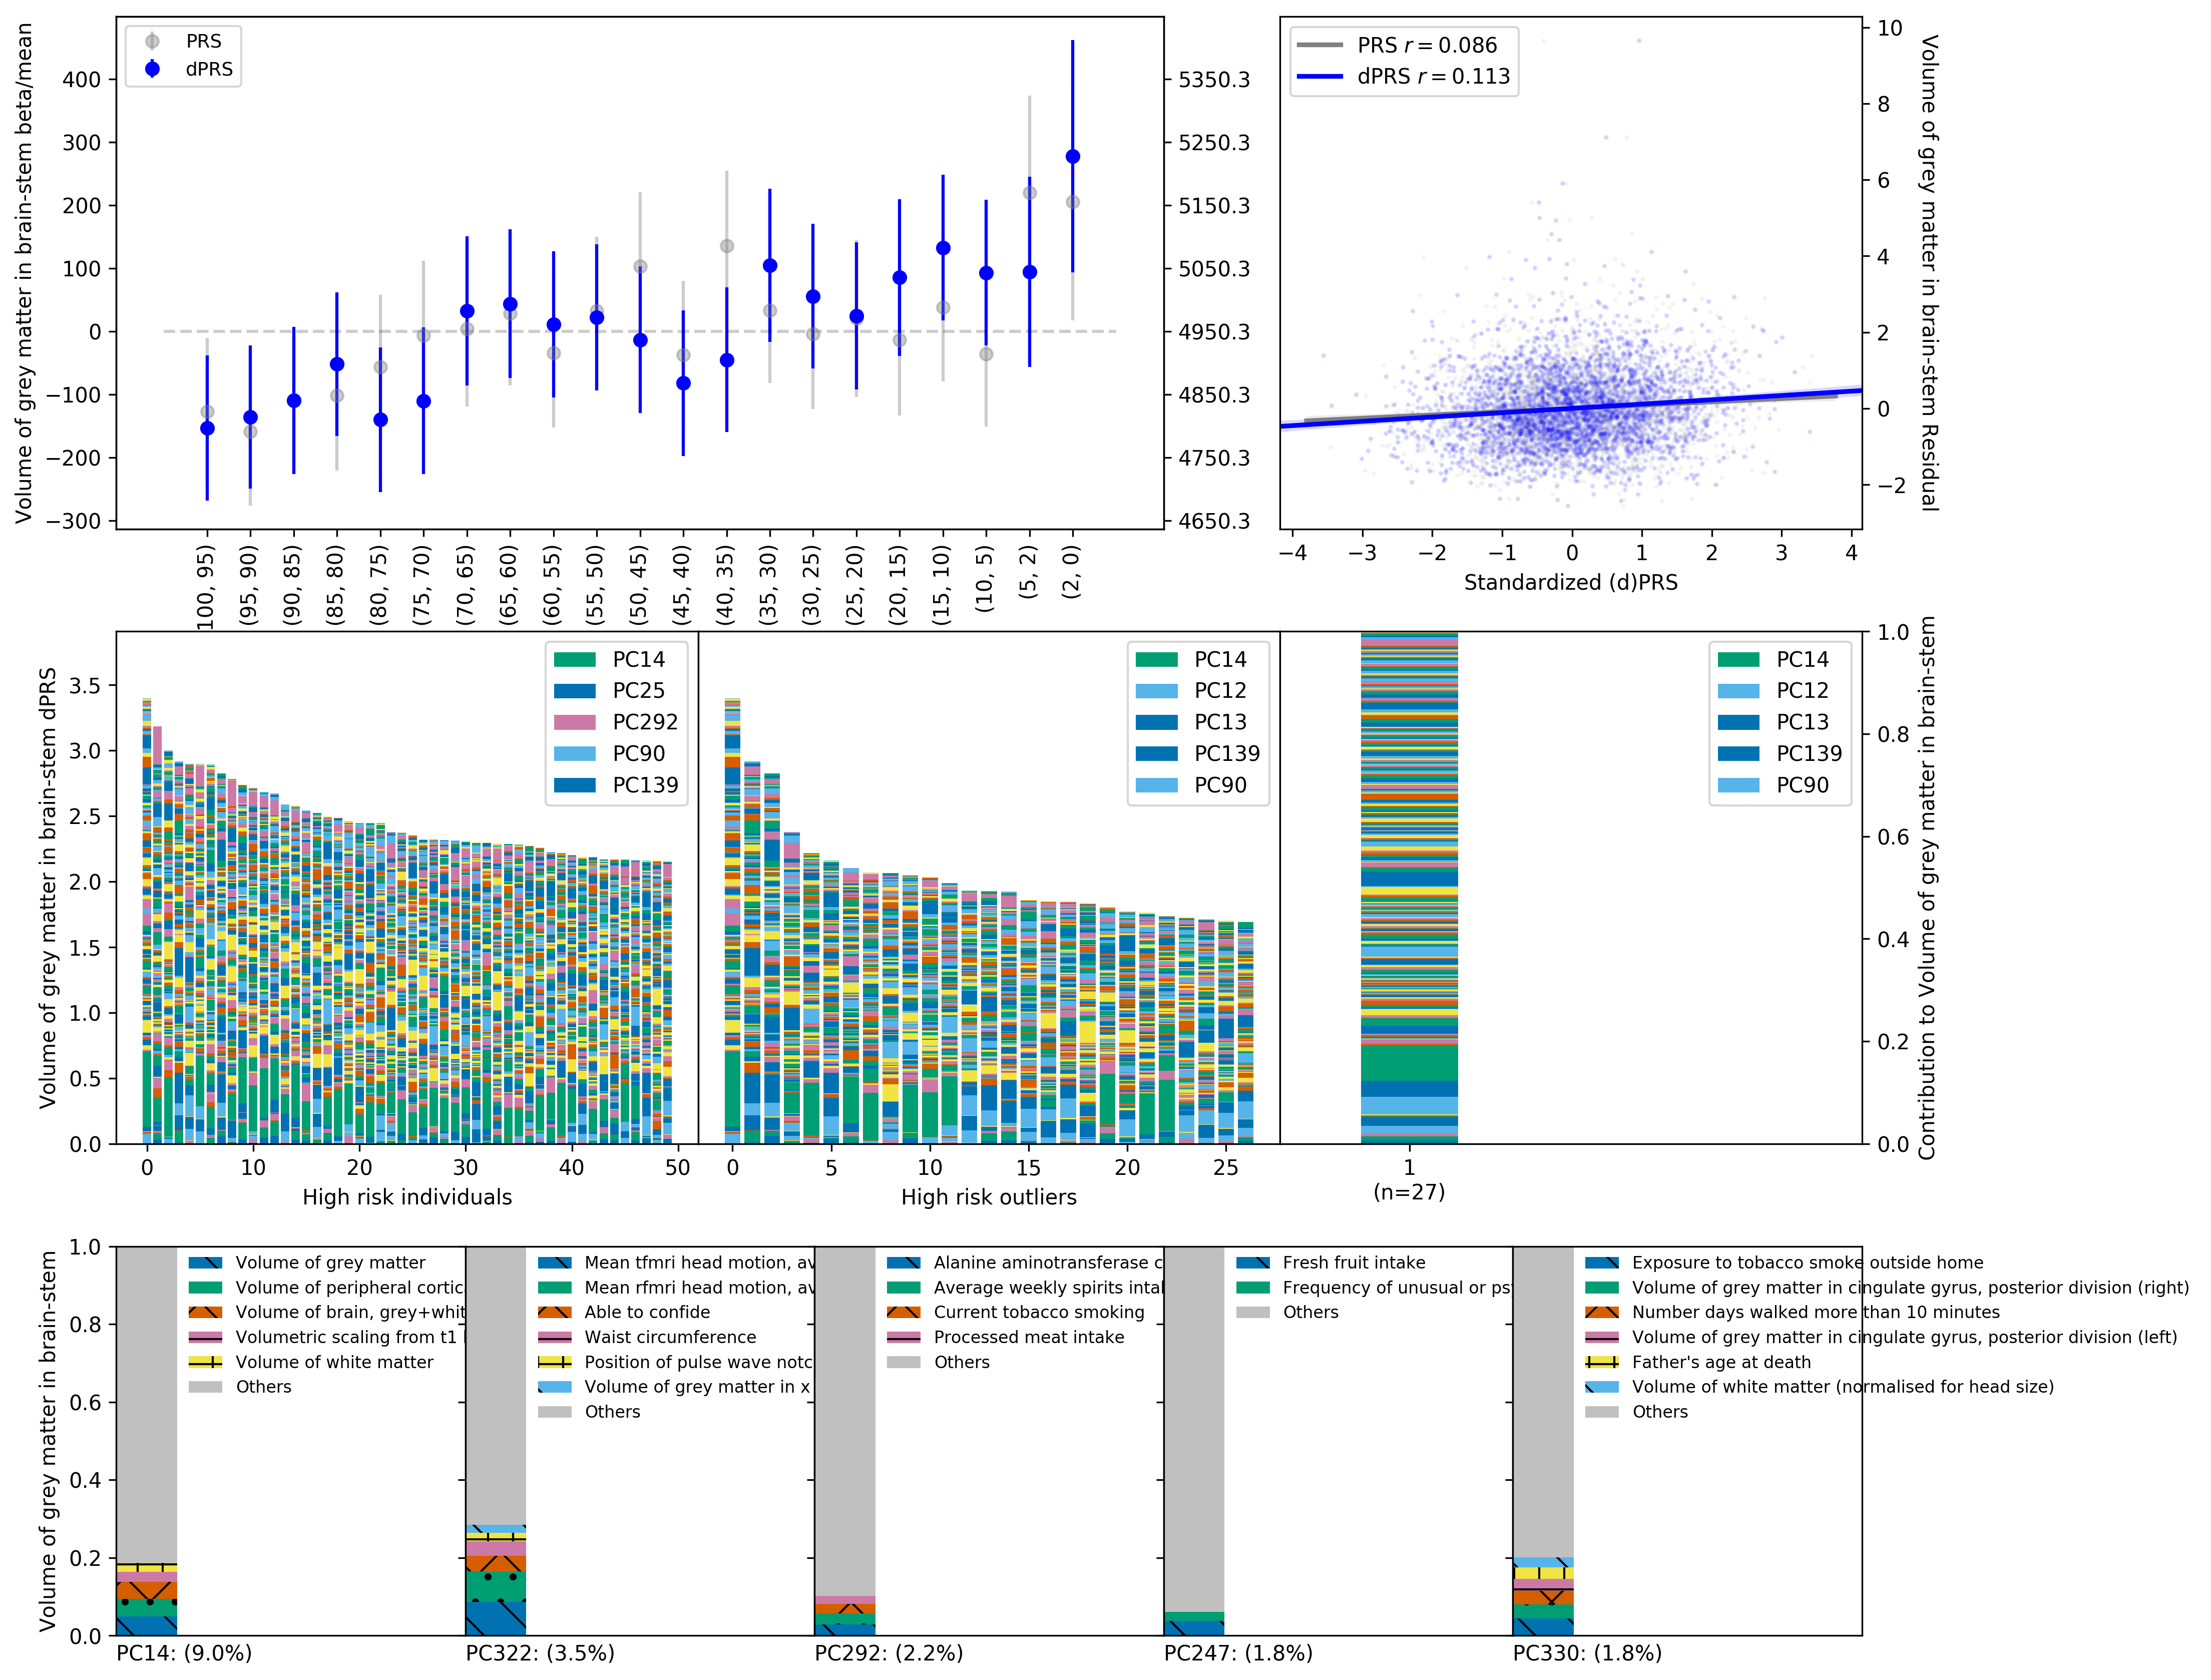 Volume of grey matter in brain-stem beta/mean
PRS
dPRS
400
300
200
100
0
−100
−200
−300
5350.3
5250.3
5150.3
5050.3
4950.3
4850.3
4750.3
4650.3
100, 95)
(95, 90)
(90, 85)
(85, 80)
(80, 75)
(75, 70)
(70, 65)
(65, 60)
(60, 55)
(55, 50)
(50, 45)
(45, 40)
(40, 35)
(35, 30)
(30, 25)
(25, 20)
(20, 15)
(15, 10)
(10, 5)
(5, 2)
(2, 0)
PRS r = 0.086
dPRS r = 0.113
10
8
6
4
2
0
−2
−4 −3 −2 −1 0 1 2 3 4
Standardized (d)PRS
Volume of grey matter in brain-stem Residual
Volume of grey matter in brain-stem dPRS
3.5
3.0
2.5
2.0
1.5
1.0
0.5
0.0
PC14
PC25
PC292
PC90
PC139
0 10 20 30 40 50
High risk individuals
PC14
PC12
PC13
PC139
PC90
0 5 10 15 20 25
High risk outliers
PC14
PC12
PC13
PC139
PC90
1
(n=27)
1.0
0.8
0.6
0.4
0.2
0.0
Contribution to Volume of grey matter in brain-stem
Volume of grey matter in brain-stem
1.0
0.8
0.6
0.4
0.2
0.0
Volume of grey matter
Volume of peripheral cortic
Volume of brain, grey+whit
Volumetric scaling from t1
Volume of white matter
Others
PC14: (9.0%)
Mean tfmri head motion, av
Mean rfmri head motion, av
Able to confide
Waist circumference
Position of pulse wave notc
Volume of grey matter in x
Others
PC322: (3.5%)
Alanine aminotransferase c
Average weekly spirits intal
Current tobacco smoking
Processed meat intake
Others
PC292: (2.2%)
Fresh fruit intake
Frequency of unusual or psy
Others
PC247: (1.8%)
Exposure to tobacco smoke outside home
Volume of grey matter in cingulate gyrus, posterior division (right)
Number days walked more than 10 minutes
Volume of grey matter in cingulate gyrus, posterior division (left)
Father's age at death
Volume of white matter (normalised for head size)
Others
PC330: (1.8%)